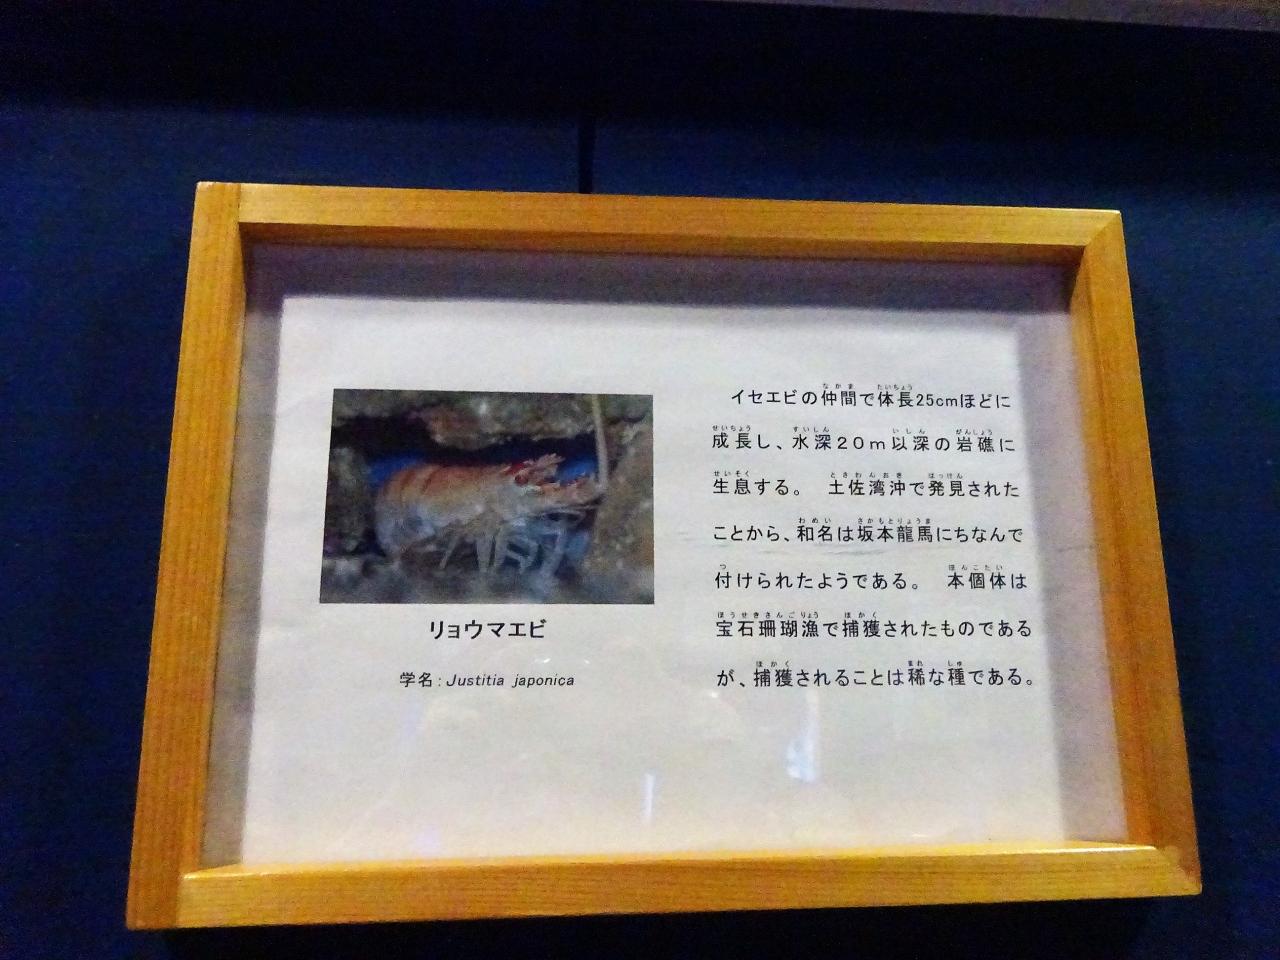 リョウマエビ
学名：Justitia japonica
イセエビの仲間で体長25cmほどに
成長し、水深20m以深の岩礁に
生息する。 土佐湾沖で発見された
ことから、和名は坂本龍馬にちなんで
付けられたようである。 本個体は
宝石珊瑚漁で捕獲されたものである
が、捕獲されることは稀な種である。